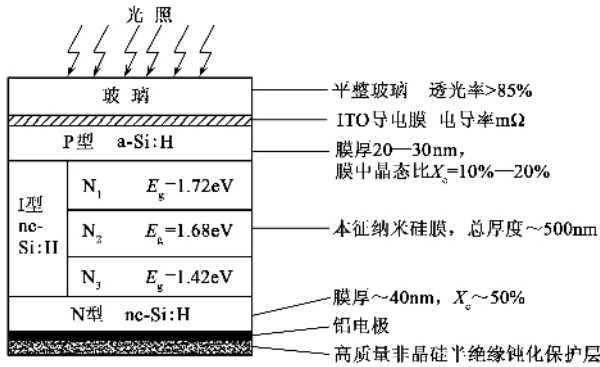 光 照
玻 璃
平整玻璃 透光率>85%
ITO导电膜 电导率mΩ
P型 a-Si:H
膜厚20—30nm,
膜中晶态比Xc=10%—20%
I型
nc-
Si:H
N1 Eg=1.72eV
N2 Eg=1.68eV
N3 Eg=1.42eV
本征纳米硅膜，总厚度～500nm
N型 nc-Si:H
膜厚～40nm, Xc～50%
铝电极
高质量非晶硅半绝缘钝化保护层